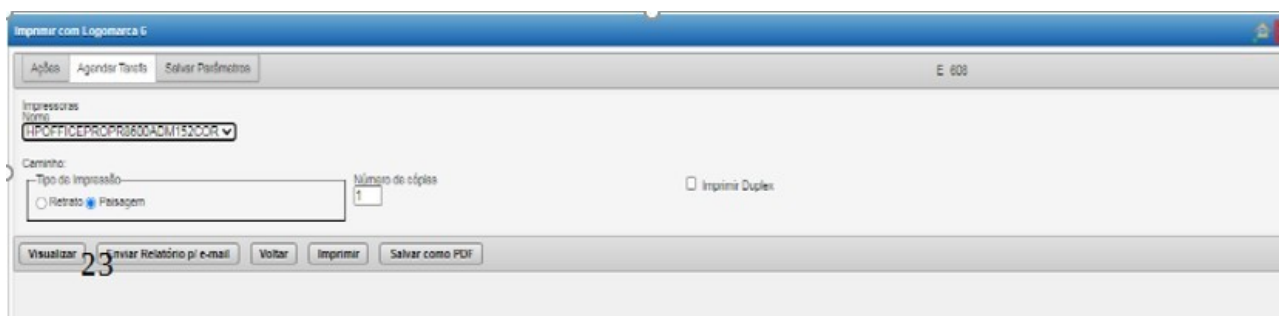 Imprimir com Logomarca 6
Ações Agendar Tarefa Salvar Parâmetros E 608
Impressoras
Nome
HPOFFICEPROPR8600ADM152COR
Caminho:
Tipo de Impressão Número de cópias
Retrato Paisagem 1 Imprimir Duplex
Visualizar 23 Enviar Relatório p/ e-mail Voltar Imprimir Salvar como PDF